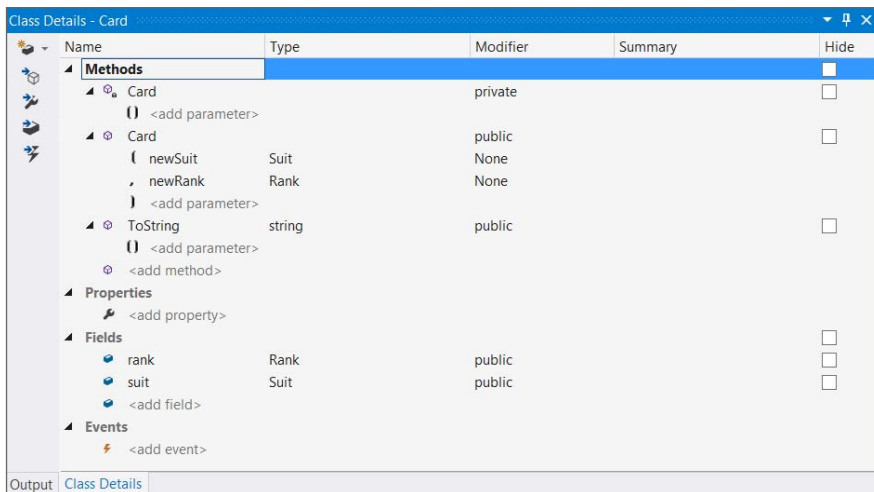 Class Details - Card
Name Type Modifier Summary Hide
Methods
Card private
() <add parameter>
Card public
( newSuit Suit None
, newRank Rank None
) <add parameter>
ToString string public
() <add parameter>
<add method>
Properties
<add property>
Fields
rank Rank public
suit Suit public
<add field>
Events
<add event>
Output Class Details